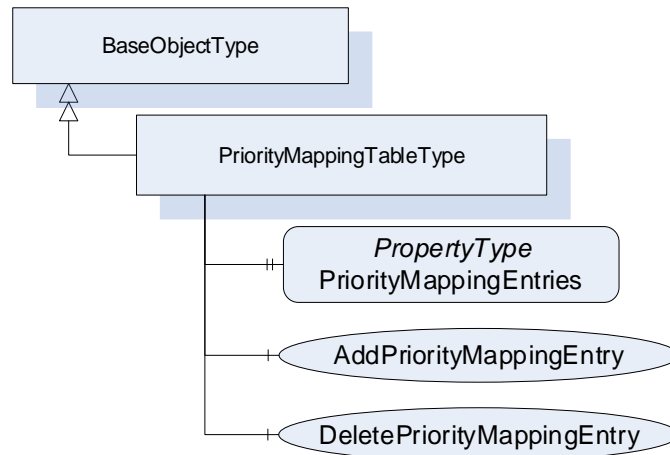 BaseObjectType
PriorityMappingTableType
PropertyType
PriorityMappingEntries
AddPriorityMappingEntry
DeletePriorityMappingEntry